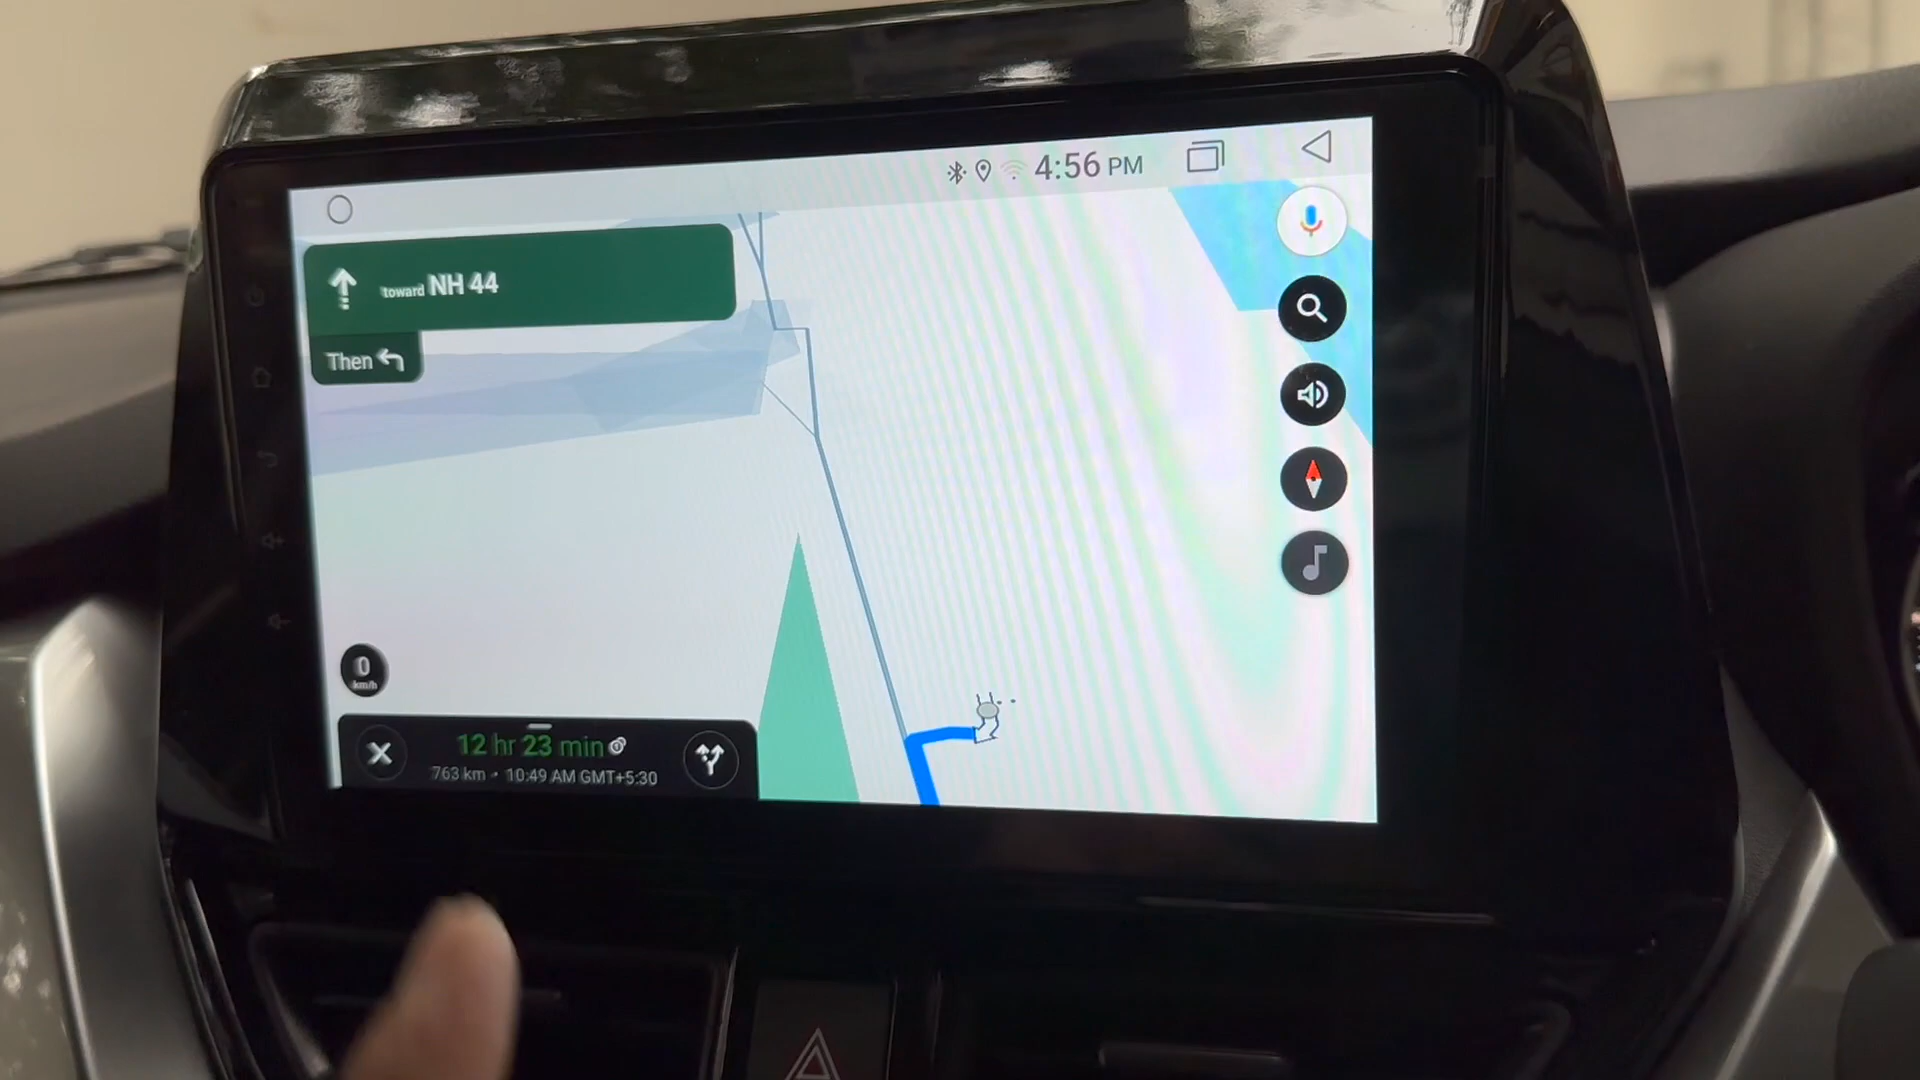 4:56 PM
toward NH 44
Then
0
km/h
12 hr 23 min
763 km • 10:49 AM GMT+5:30